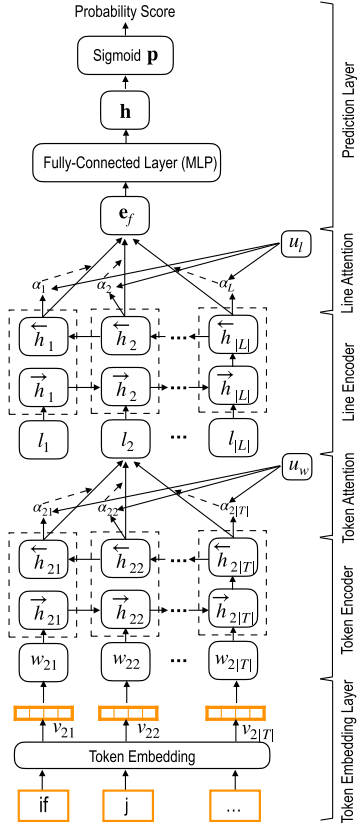 Probability Score
Sigmoid p
h
Fully-Connected Layer (MLP)
e_f
Prediction Layer
α_1 α_2 α_L u_l
Line Attention
←h_1 ←h_2 ... ←h_|L|
→h_1 →h_2 ... →h_|L|
Line Encoder
l_1 l_2 ... l_|L|
α_21 α_22 α_2|T| u_w
Token Attention
←h_21 ←h_22 ... ←h_2|T|
→h_21 →h_22 ... →h_2|T|
Token Encoder
w_21 w_22 ... w_2|T|
v_21 v_22 v_2|T|
Token Embedding
Token Embedding Layer
if j ...